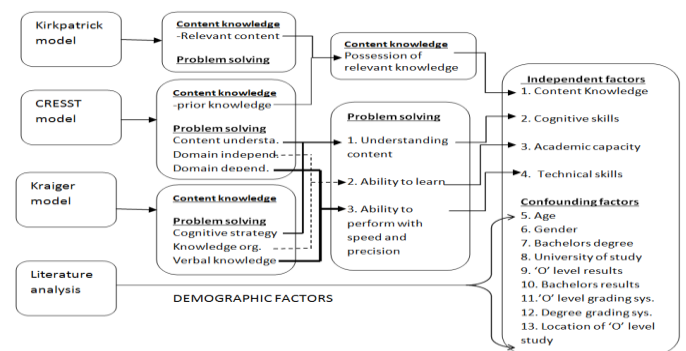 Kirkpatrick
model
CRESST
model
Kraiger
model
Literature
analysis
Content knowledge
-Relevant content
Problem solving
Content knowledge
-prior knowledge
Problem solving
Content understa.
Domain independ.
Domain depend.
Content knowledge
Problem solving
Cognitive strategy
Knowledge org.
Verbal knowledge
DEMOGRAPHIC FACTORS
Content knowledge
Possession of
relevant knowledge
Problem solving
1. Understanding
content
2. Ability to learn
3. Ability to
perform with
speed and
precision
Independent factors
1. Content Knowledge
2. Cognitive skills
3. Academic capacity
4. Technical skills
Confounding factors
5. Age
6. Gender
7. Bachelors degree
8. University of study
9. ‘O’ level results
10. Bachelors results
11.’O’ level grading sys.
12. Degree grading sys.
13. Location of ‘O’ level
study